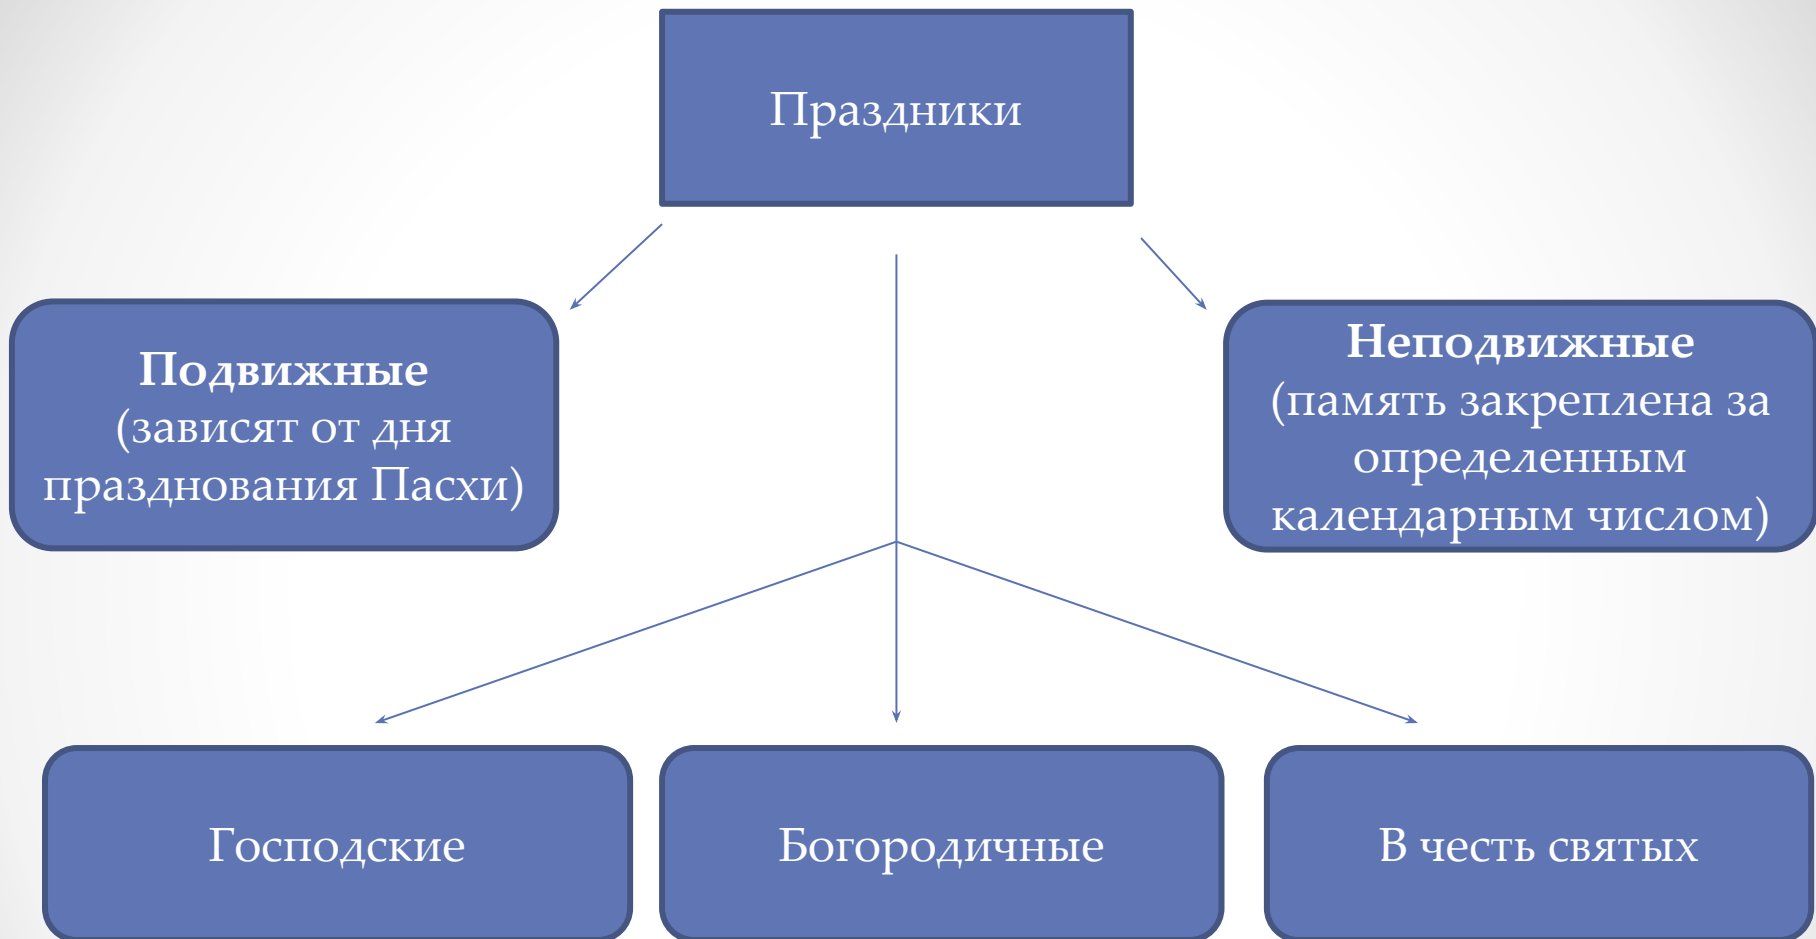 Праздники
Подвижные
(зависят от дня
празднования Пасхи)
Неподвижные
(память закреплена за
определенным
календарным числом)
Господские
Богородичные
В честь святых